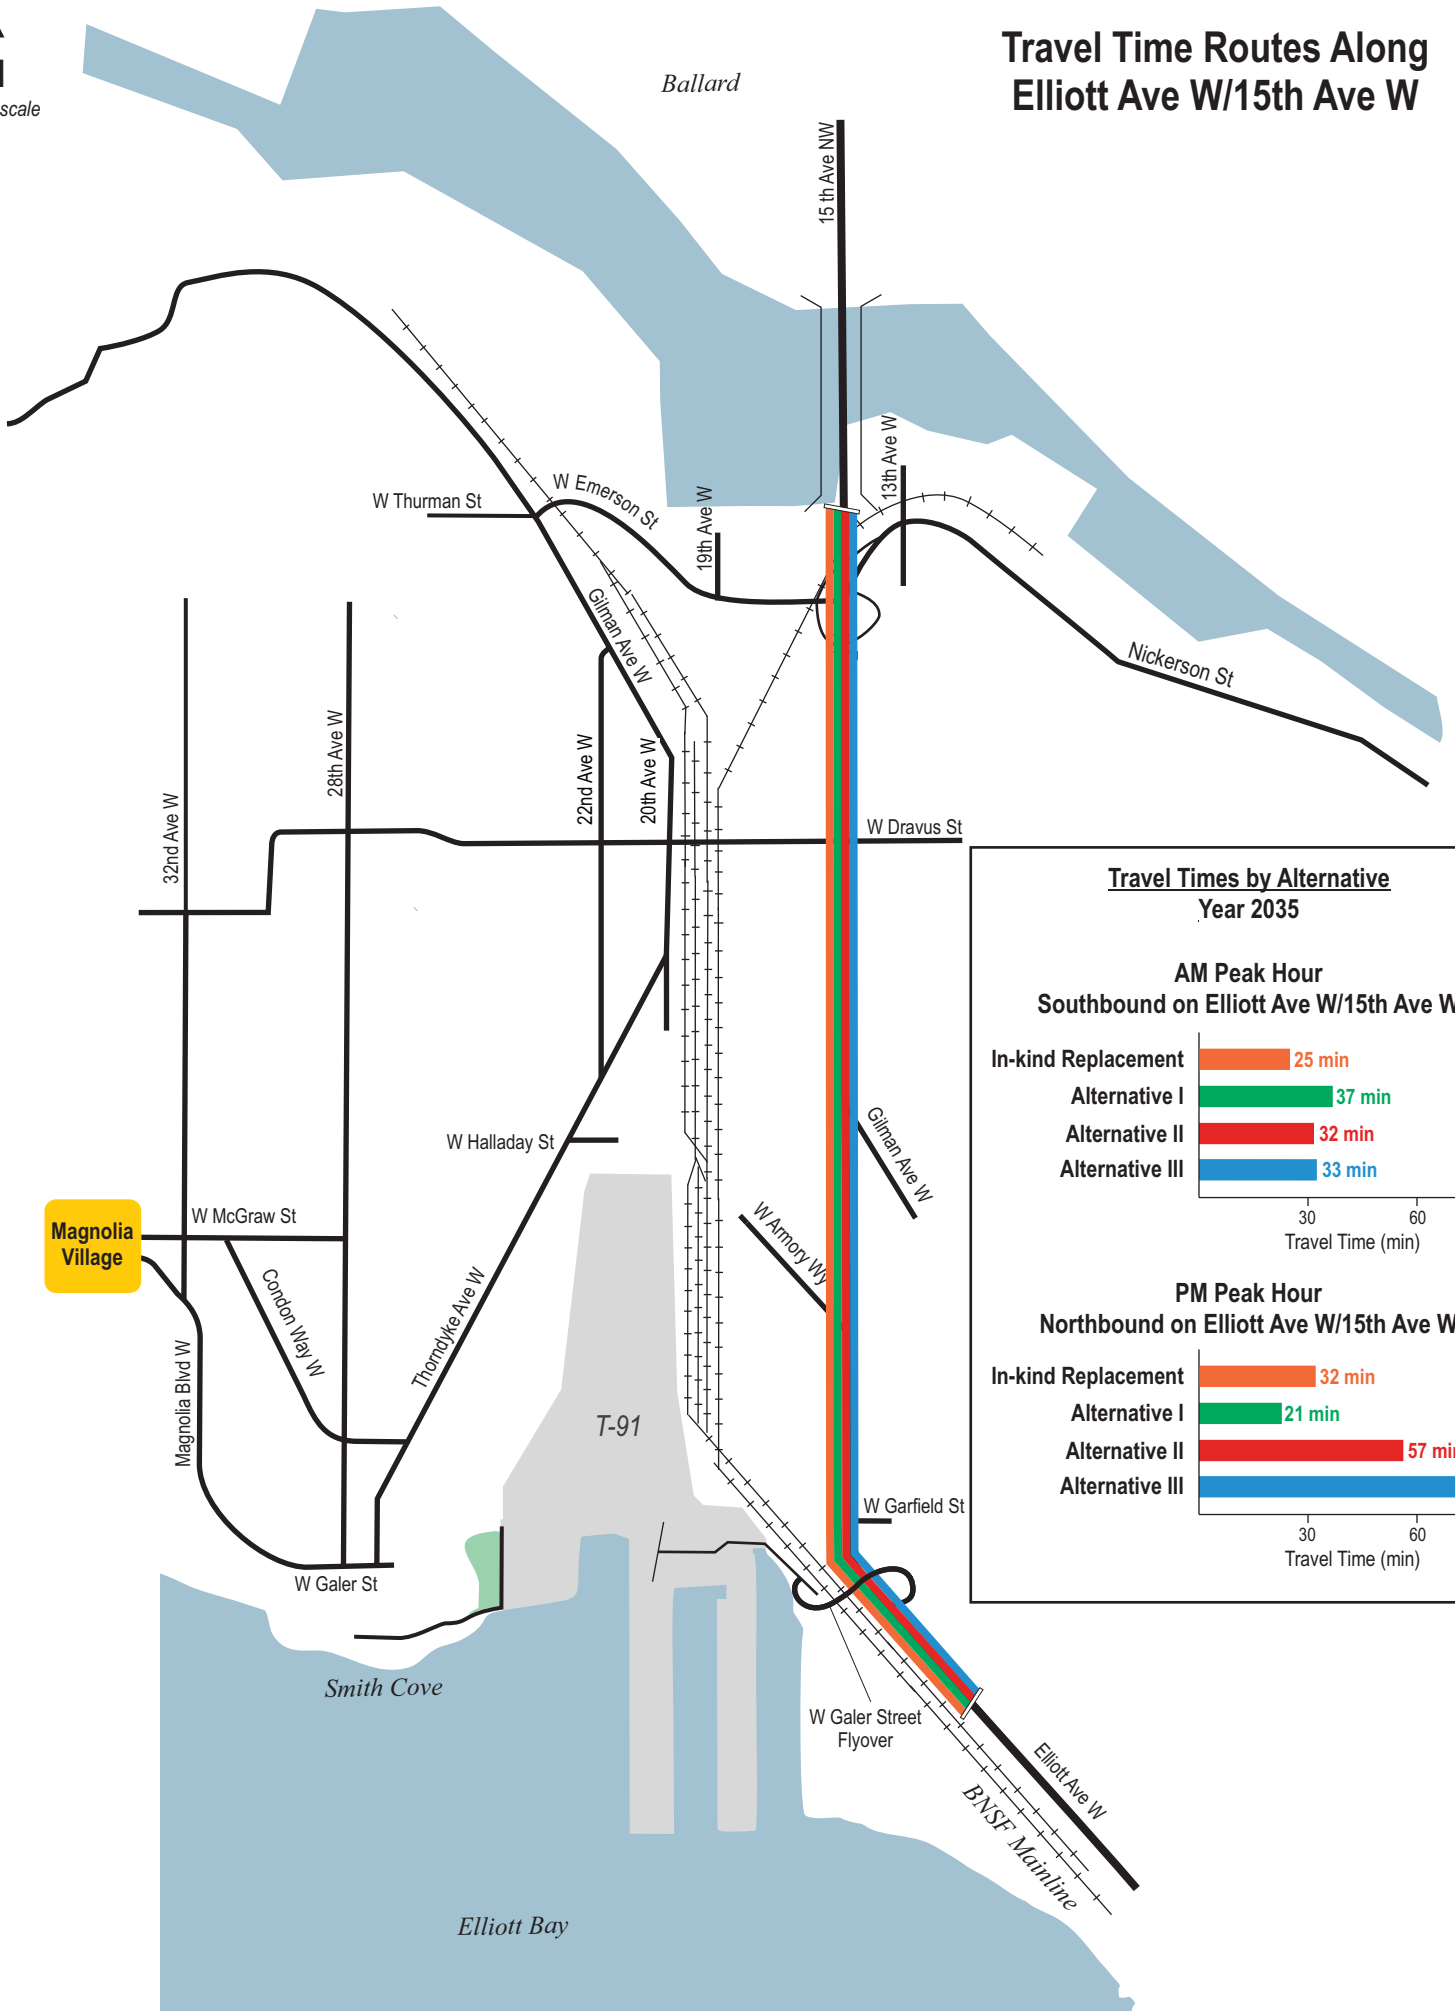 scale
Travel Time Routes Along
Elliott Ave W/15th Ave W
Ballard
15 th Ave NW
13th Ave W
W Thurman St
W Emerson St
19th Ave W
Gilman Ave W
Nickerson St
32nd Ave W
28th Ave W
22nd Ave W
20th Ave W
W Dravus St
Travel Times by Alternative
Year 2035
AM Peak Hour
Southbound on Elliott Ave W/15th Ave W
In-kind Replacement 25 min
Alternative I 37 min
Alternative II 32 min
Alternative III 33 min
30 60
Travel Time (min)
PM Peak Hour
Northbound on Elliott Ave W/15th Ave W
In-kind Replacement 32 min
Alternative I 21 min
Alternative II 57 min
Alternative III
30 60
Travel Time (min)
W Halladay St
Gilman Ave W
W Armory Wy
Magnolia
Village
W McGraw St
Condon Way W
Thorndyke Ave W
Magnolia Blvd W
T-91
W Garfield St
W Galer St
Smith Cove
W Galer Street
Flyover
Elliott Ave W
BNSF Mainline
Elliott Bay